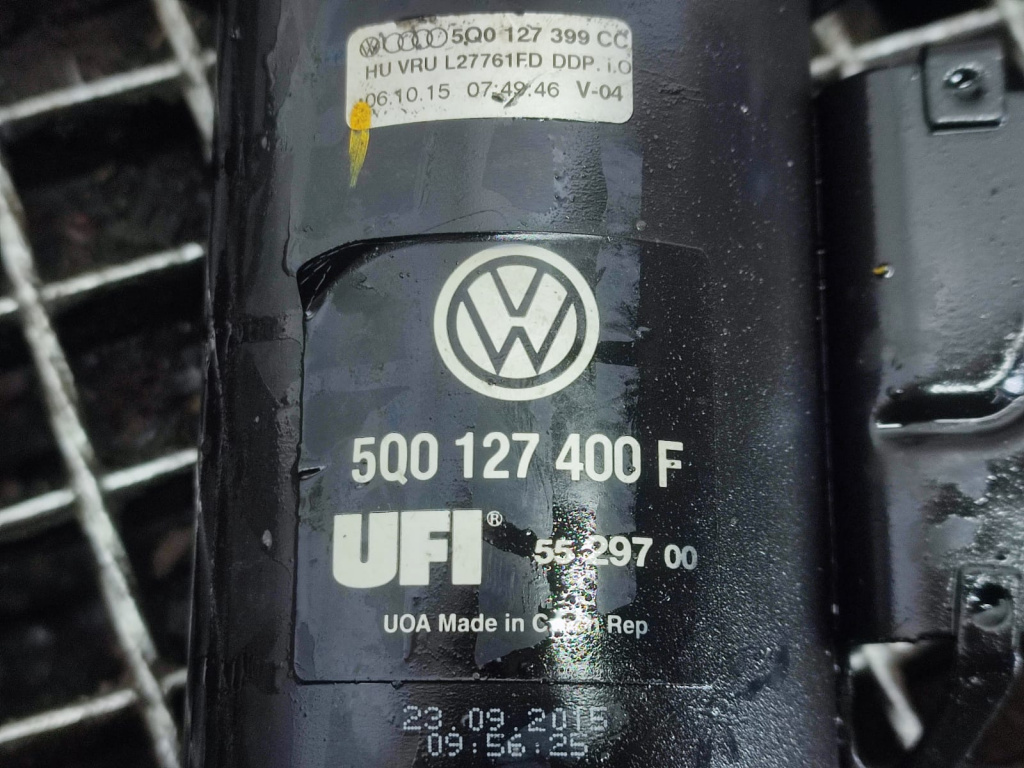 5Q0 127 399 CC
HU VRU L27761FD DDP. i.O
06.10.15 07:49:46 V-04
5Q0 127 400 F
UFI®
55.297 00
UOA Made in Rep
23.09.2015
09:56:25